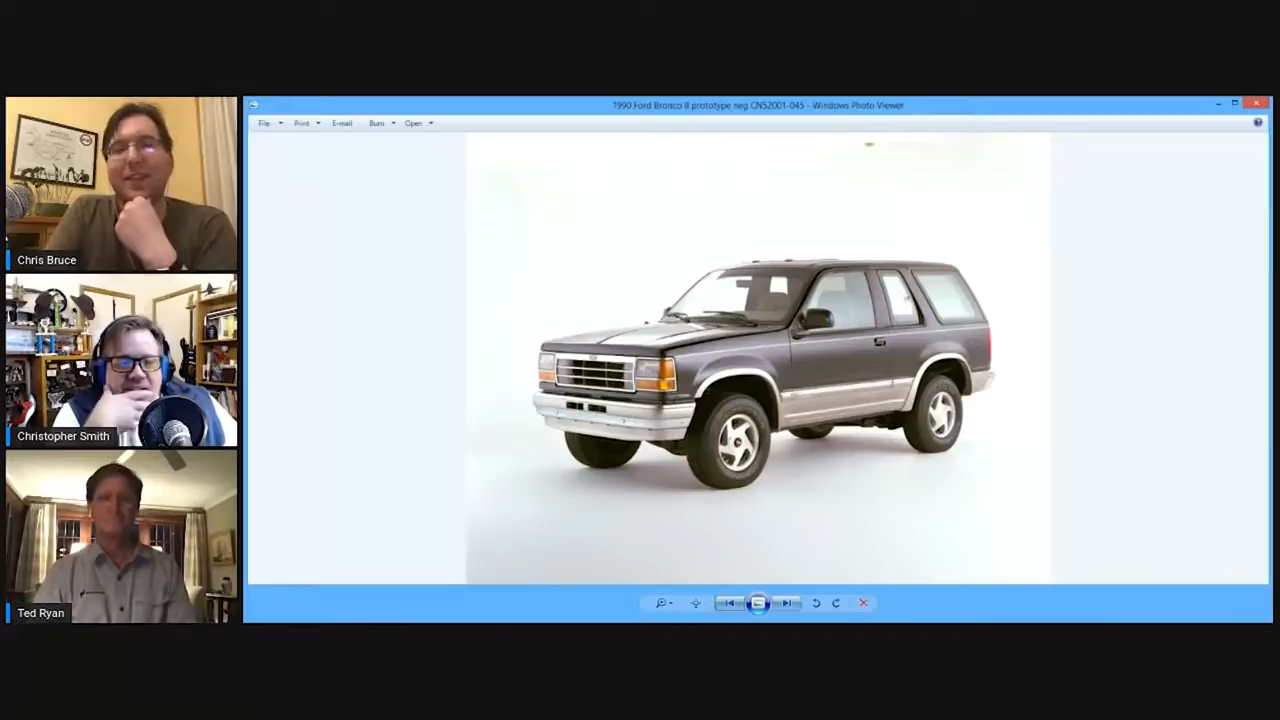 1990 Ford Bronco II prototype neg CN52001-045 - Windows Photo Viewer
File Print E-mail Burn Open
Chris Bruce
Christopher Smith
Ted Ryan